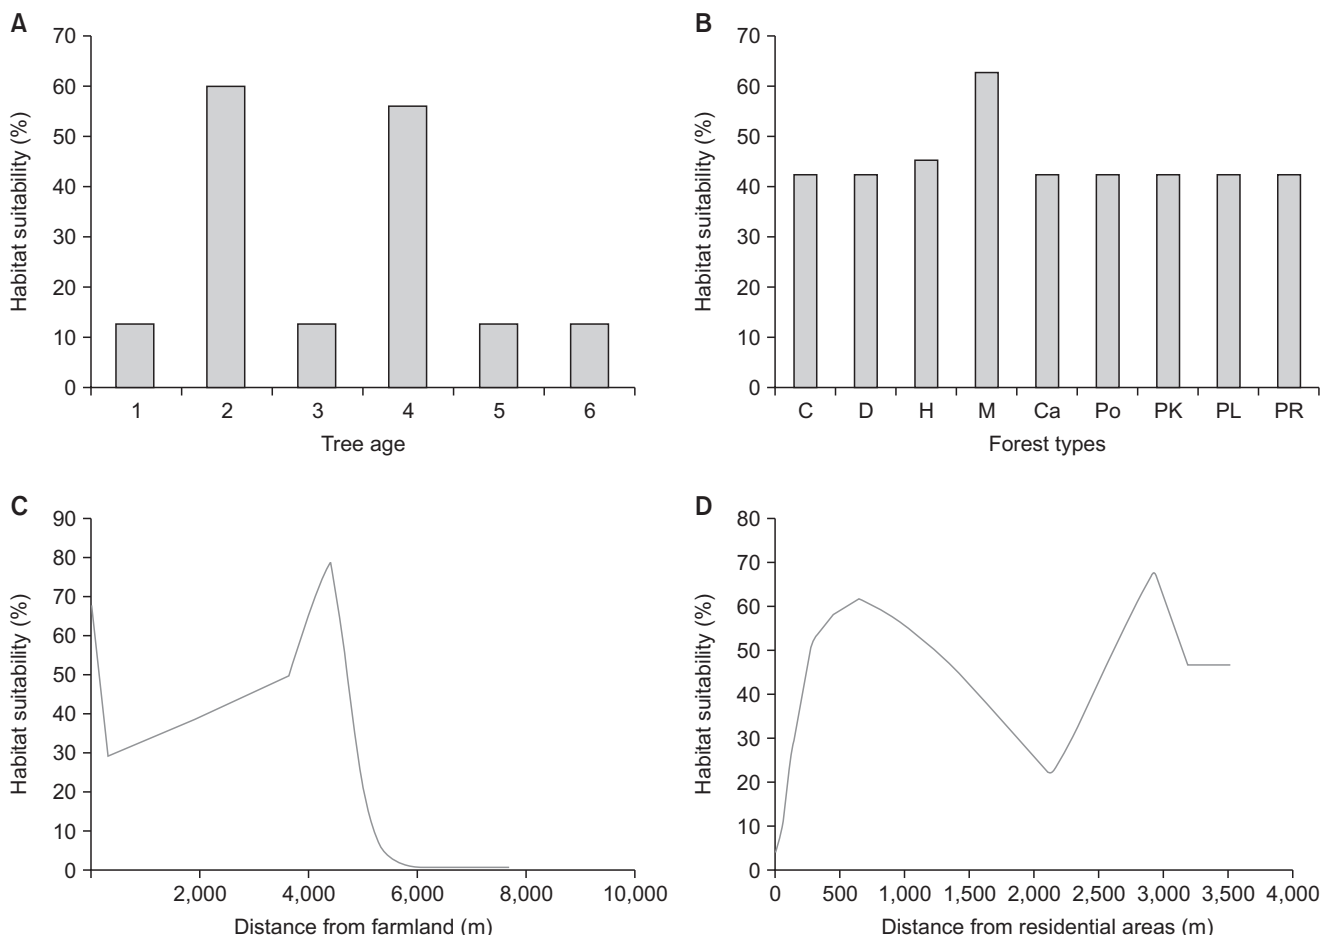 A
Habitat suitability (%)
70
60
50
40
30
20
10
0
1 2 3 4 5 6
Tree age
B
Habitat suitability (%)
70
60
50
40
30
20
10
0
C D H M Ca Po PK PL PR
Forest types
C
Habitat suitability (%)
90
80
70
60
50
40
30
20
10
0
2,000 4,000 6,000 8,000 10,000
Distance from farmland (m)
D
Habitat suitability (%)
80
70
60
50
40
30
20
10
0
0 500 1,000 1,500 2,000 2,500 3,000 3,500 4,000
Distance from residential areas (m)